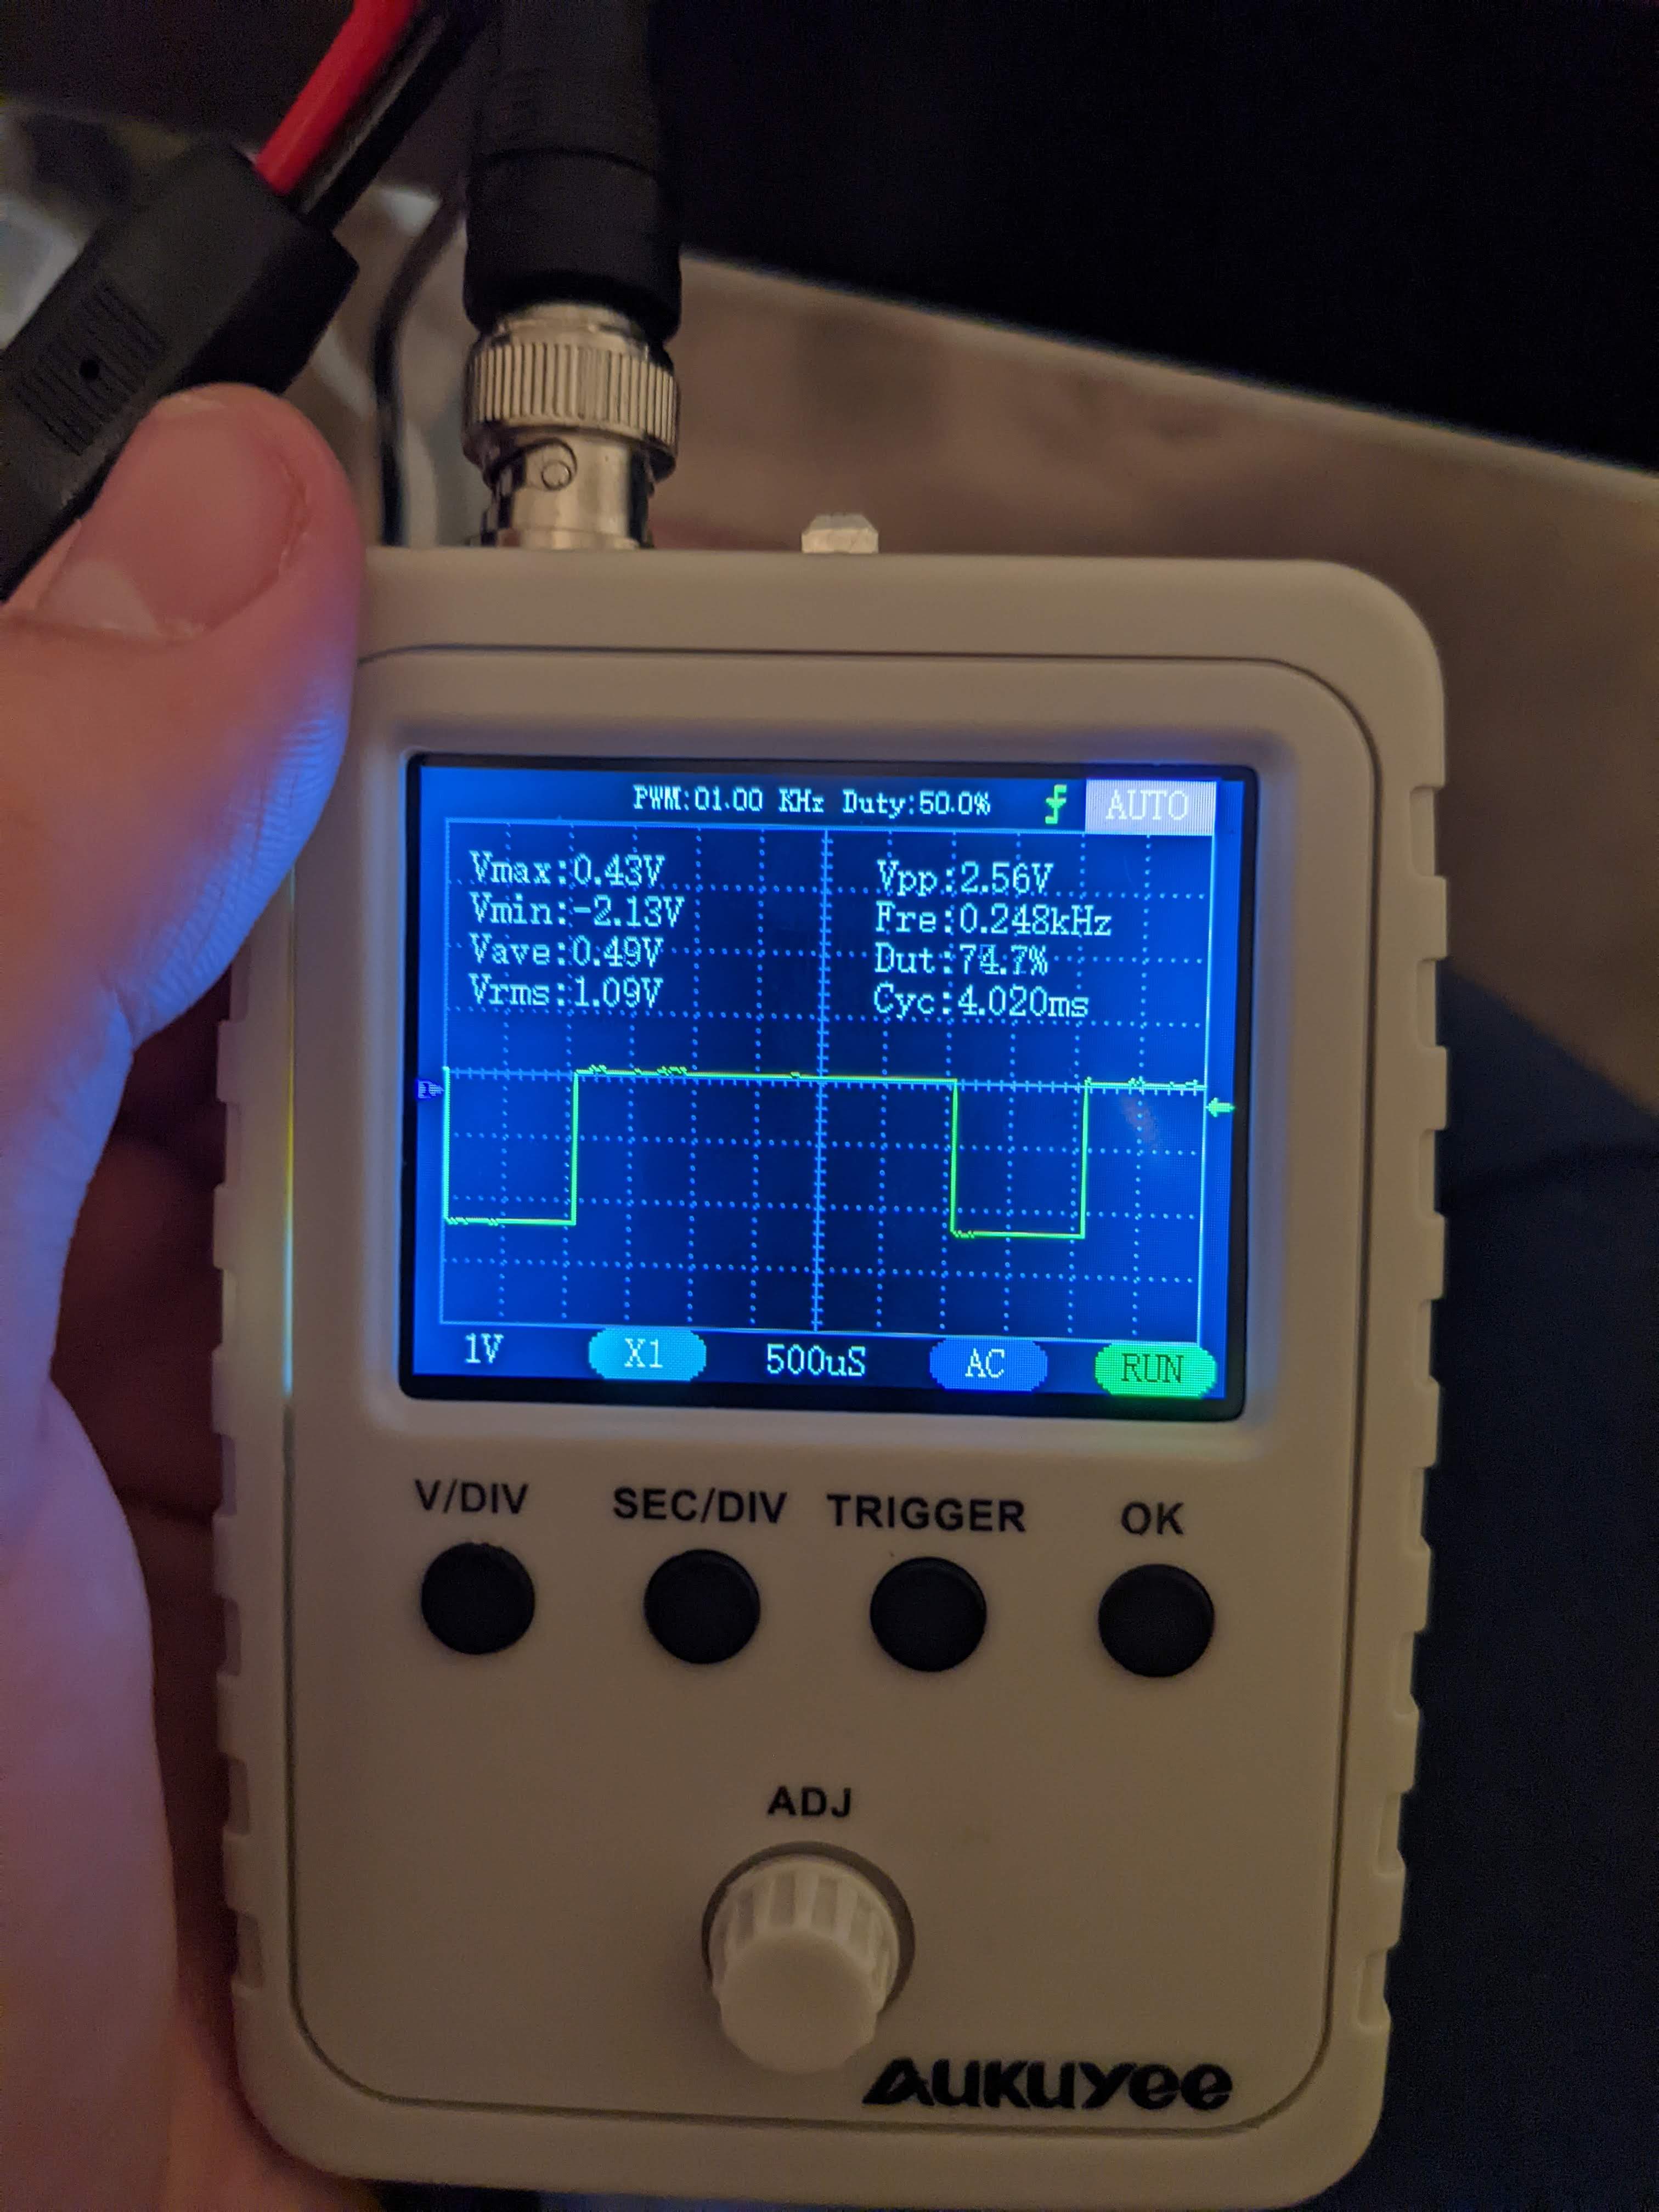 PWM:01.00 KHz Duty:50.0% AUTO
Vmax:0.43V Vpp:2.56V
Vmin:-2.13V Fre:0.248kHz
Vave:0.49V Dut:74.7%
Vrms:1.09V Cyc:4.020ms
1V X1 500uS AC RUN
V/DIV SEC/DIV TRIGGER OK
ADJ
AUKUYEE